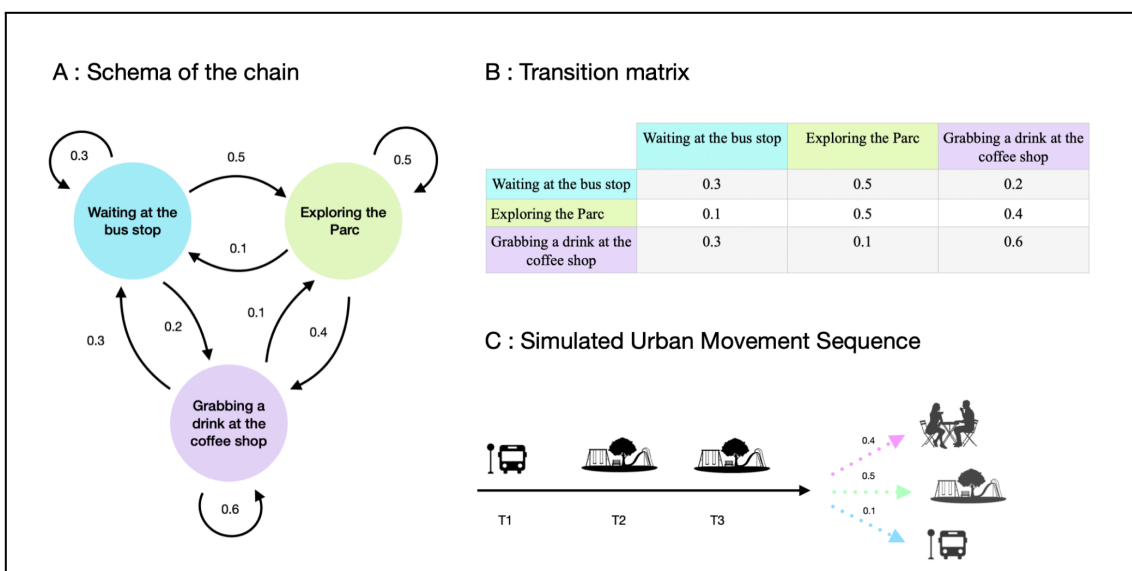 A : Schema of the chain
0.3
0.5
0.5
Waiting at the
bus stop
Exploring the
Parc
0.1
0.3
0.2
0.1
0.4
Grabbing a
drink at the
coffee shop
0.6
B : Transition matrix
Waiting at the bus stop Exploring the Parc Grabbing a drink at the
coffee shop
Waiting at the bus stop 0.3 0.5 0.2
Exploring the Parc 0.1 0.5 0.4
Grabbing a drink at the
coffee shop 0.3 0.1 0.6
C : Simulated Urban Movement Sequence
0.4
0.5
0.1
T1 T2 T3